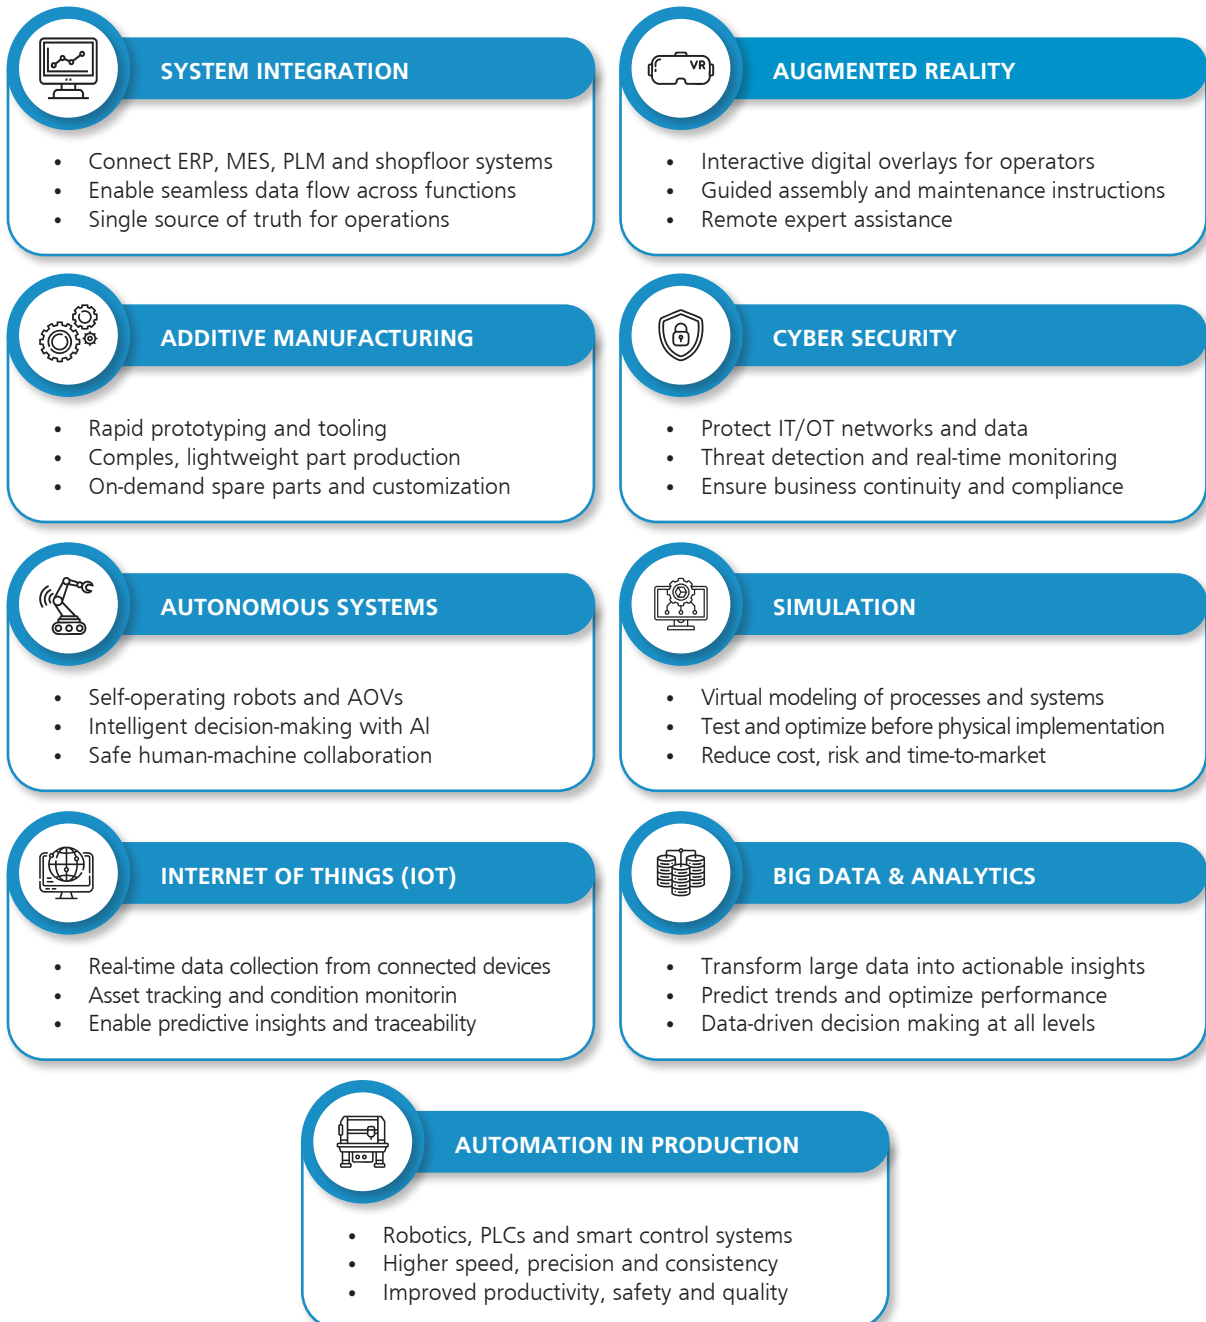 SYSTEM INTEGRATION
• Connect ERP, MES, PLM and shopfloor systems
• Enable seamless data flow across functions
• Single source of truth for operations
VR
AUGMENTED REALITY
• Interactive digital overlays for operators
• Guided assembly and maintenance instructions
• Remote expert assistance
ADDITIVE MANUFACTURING
• Rapid prototyping and tooling
• Comples, lightweight part production
• On-demand spare parts and customization
CYBER SECURITY
• Protect IT/OT networks and data
• Threat detection and real-time monitoring
• Ensure business continuity and compliance
AUTONOMOUS SYSTEMS
• Self-operating robots and AOVs
• Intelligent decision-making with Al
• Safe human-machine collaboration
SIMULATION
• Virtual modeling of processes and systems
• Test and optimize before physical implementation
• Reduce cost, risk and time-to-market
INTERNET OF THINGS (IOT)
• Real-time data collection from connected devices
• Asset tracking and condition monitorin
• Enable predictive insights and traceability
BIG DATA & ANALYTICS
• Transform large data into actionable insights
• Predict trends and optimize performance
• Data-driven decision making at all levels
AUTOMATION IN PRODUCTION
• Robotics, PLCs and smart control systems
• Higher speed, precision and consistency
• Improved productivity, safety and quality